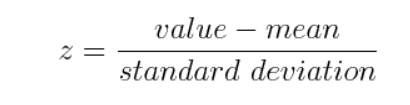 z = value − mean / standard deviation